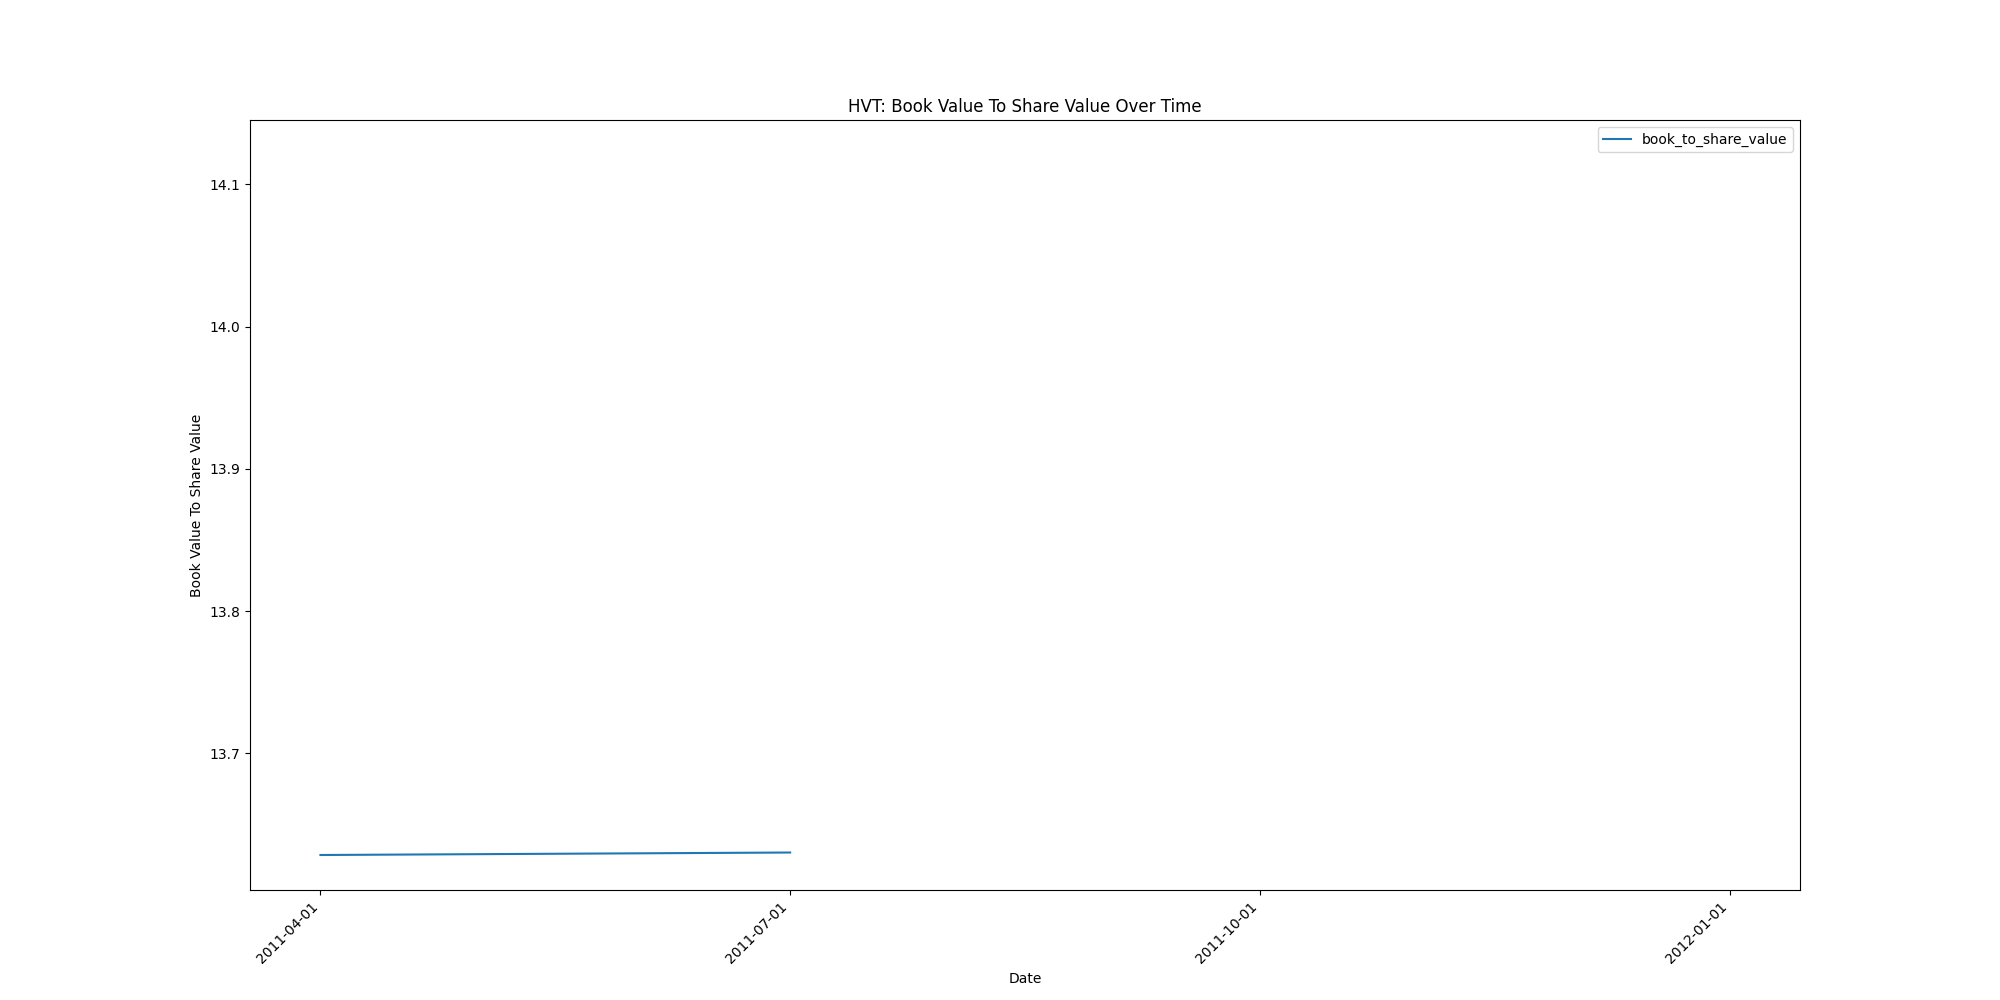 HVT: Book Value To Share Value Over Time
book_to_share_value
14.1
14.0
13.9
13.8
13.7
Book Value To Share Value
2011-04-01
2011-07-01
2011-10-01
2012-01-01
Date